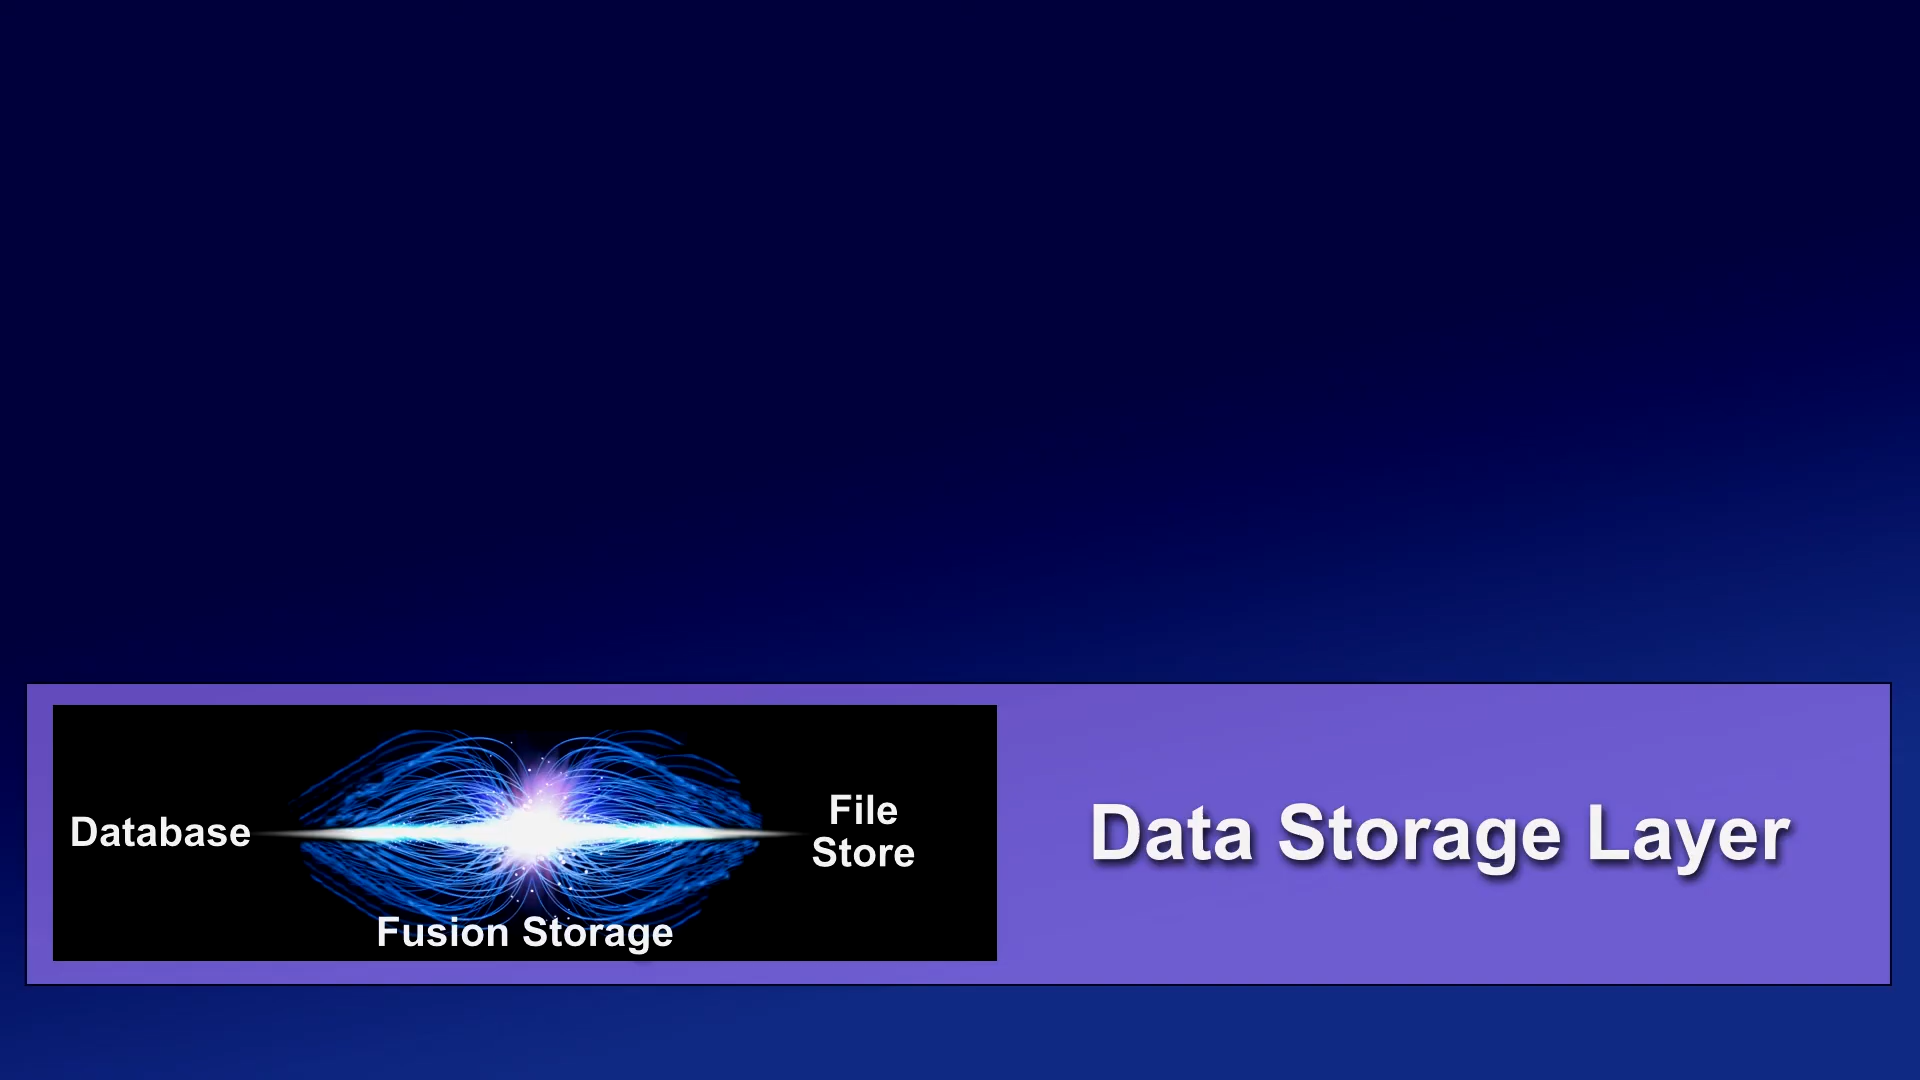 Database
File
Store
Fusion Storage
Data Storage Layer